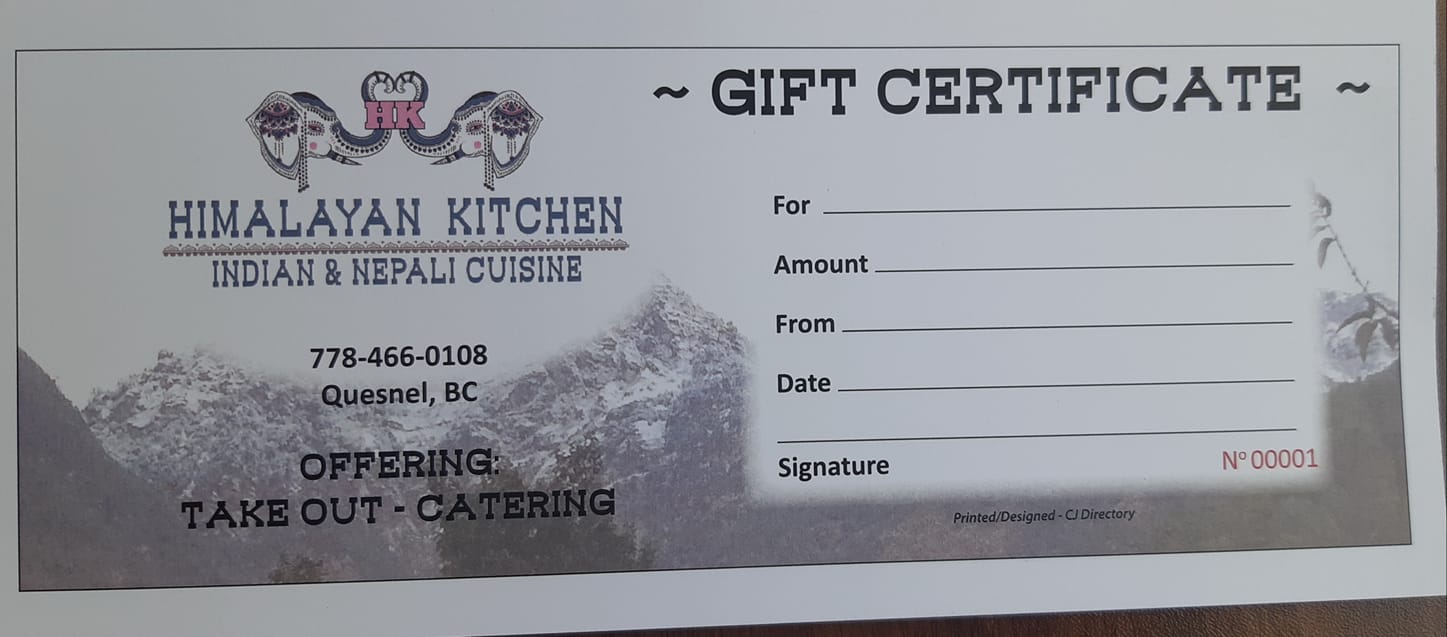 HK
HIMALAYAN KITCHEN
INDIAN & NEPALI CUISINE
778-466-0108
Quesnel, BC
OFFERING:
TAKE OUT - CATERING
~ GIFT CERTIFICATE ~
For
Amount
From
Date
Signature
Nº 00001
Printed/Designed - CJ Directory